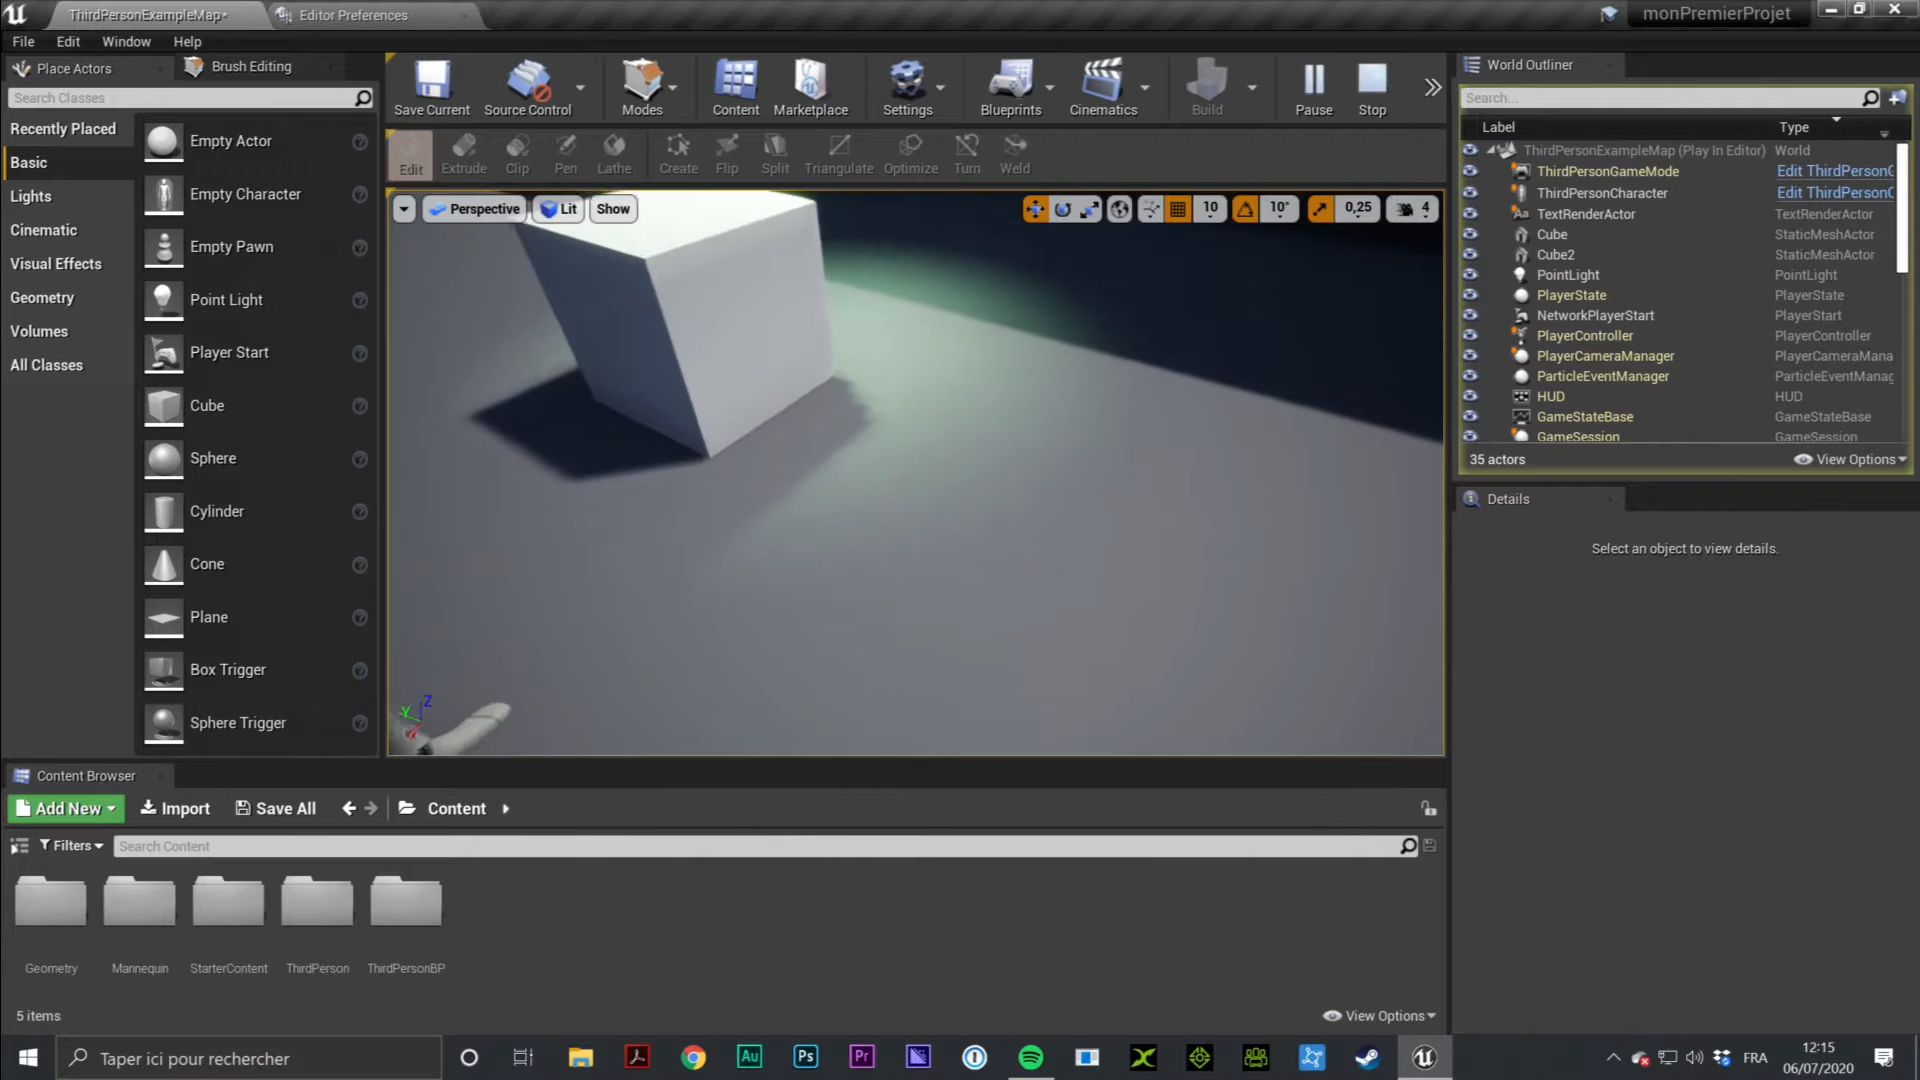 ThirdPersonExampleMap*
Editor Preferences
monPremierProjet
File Edit Window Help
Place Actors
Brush Editing
Search Classes
Recently Placed
Basic
Lights
Cinematic
Visual Effects
Geometry
Volumes
All Classes
Empty Actor
Empty Character
Empty Pawn
Point Light
Player Start
Cube
Sphere
Cylinder
Cone
Plane
Box Trigger
Sphere Trigger
Save Current Source Control Modes Content Marketplace Settings Blueprints Cinematics Build Pause Stop
Edit Extrude Clip Pen Lathe Create Flip Split Triangulate Optimize Turn Weld
Perspective Lit Show 10 10° 0,25 4
Z
Y
World Outliner
Search...
Label Type
ThirdPersonExampleMap (Play In Editor) World
ThirdPersonGameMode Edit ThirdPersonG
ThirdPersonCharacter Edit ThirdPersonC
TextRenderActor TextRenderActor
Cube StaticMeshActor
Cube2 StaticMeshActor
PointLight PointLight
PlayerState PlayerState
NetworkPlayerStart PlayerStart
PlayerController PlayerController
PlayerCameraManager PlayerCameraMana
ParticleEventManager ParticleEventManag
HUD HUD
GameStateBase GameStateBase
GameSession GameSession
35 actors
View Options
Details
Select an object to view details.
Content Browser
Add New Import Save All Content
Filters Search Content
Geometry Mannequin StarterContent ThirdPerson ThirdPersonBP
5 items
View Options
Taper ici pour rechercher
Au Ps Pr
FRA
12:15
06/07/2020